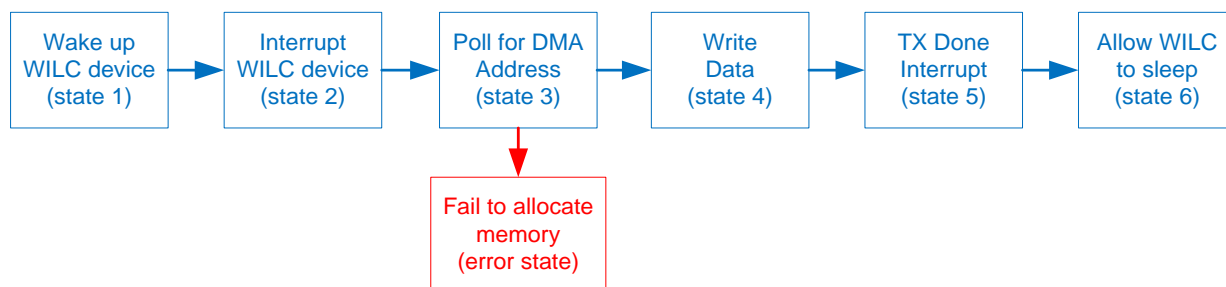 Wake up
WILC device
(state 1)
Interrupt
WILC device
(state 2)
Poll for DMA
Address
(state 3)
Write
Data
(state 4)
TX Done
Interrupt
(state 5)
Allow WILC
to sleep
(state 6)
Fail to allocate
memory
(error state)